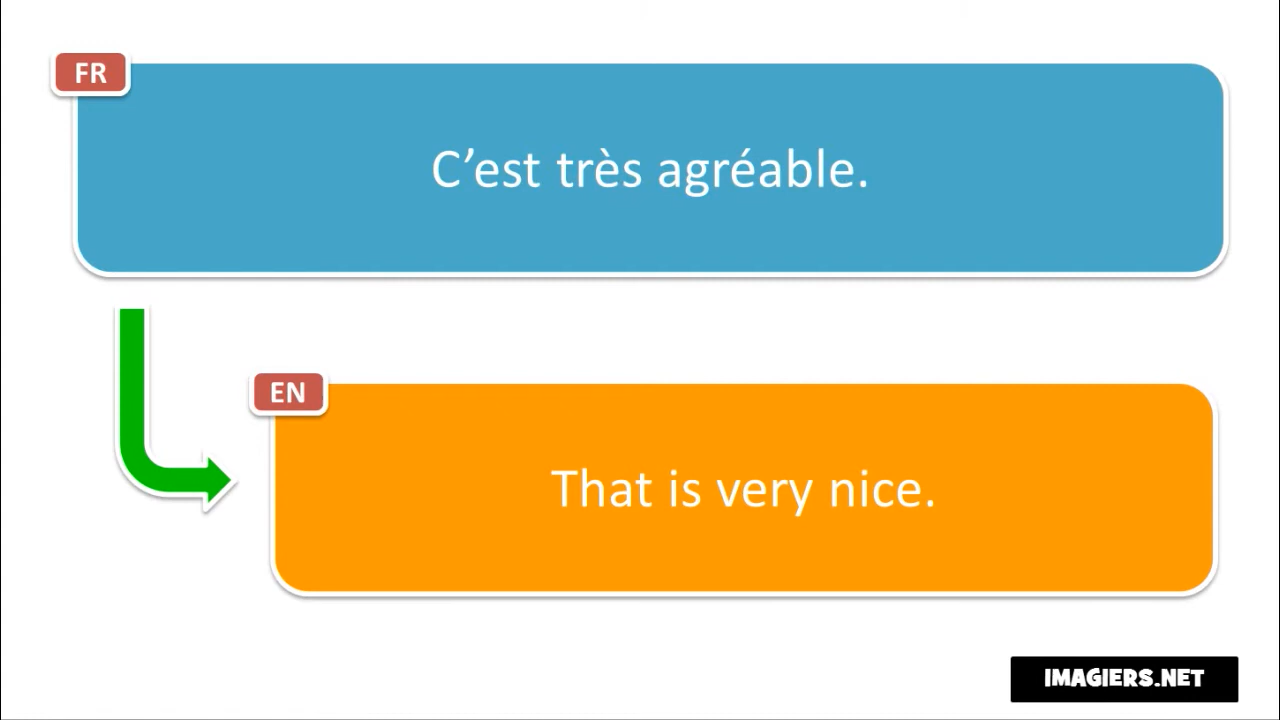 FR
C’est très agréable.
EN
That is very nice.
IMAGIERS.NET